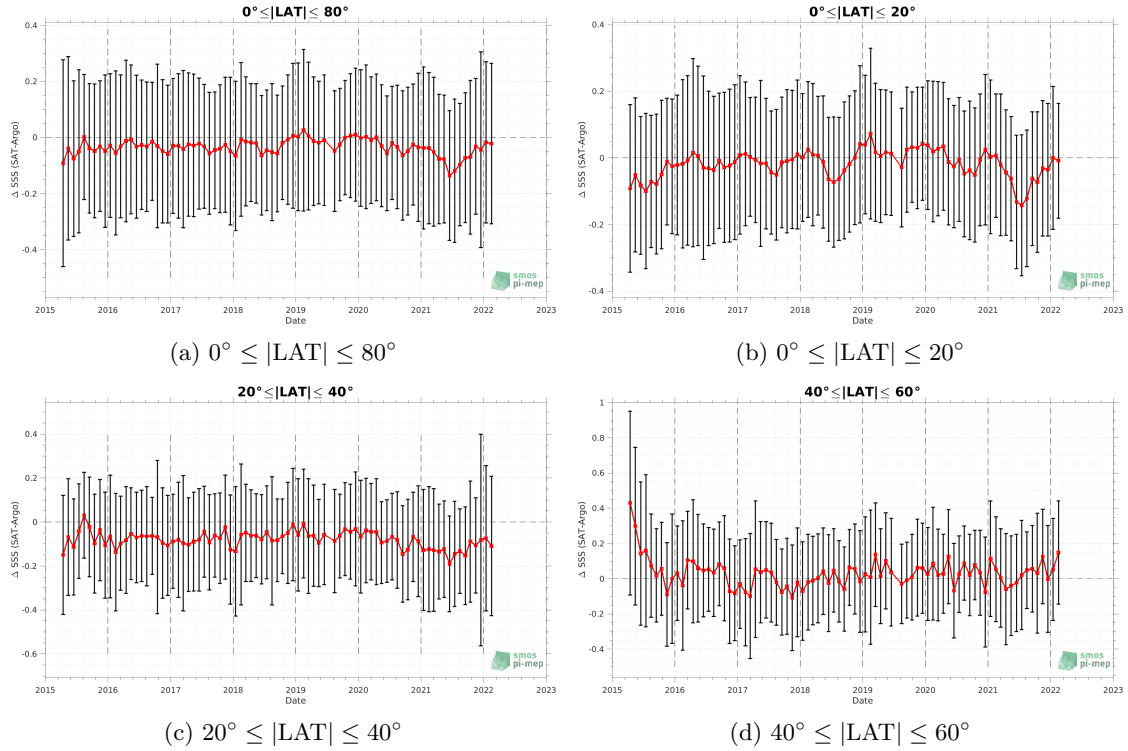 0°≤|LAT|≤ 80°
0.4
0.2
0
-0.2
-0.4
Δ SSS (SAT-Argo)
2015 2016 2017 2018 2019 2020 2021 2022 2023
Date
smos
pi-mep
(a) 0° ≤ |LAT| ≤ 80°
0°≤|LAT|≤ 20°
0.4
0.2
0
-0.2
-0.4
Δ SSS (SAT-Argo)
2015 2016 2017 2018 2019 2020 2021 2022 2023
Date
smos
pi-mep
(b) 0° ≤ |LAT| ≤ 20°
20°≤|LAT|≤ 40°
0.4
0.2
0
-0.2
-0.4
-0.6
Δ SSS (SAT-Argo)
2015 2016 2017 2018 2019 2020 2021 2022 2023
Date
smos
pi-mep
(c) 20° ≤ |LAT| ≤ 40°
40°≤|LAT|≤ 60°
1
0.8
0.6
0.4
0.2
0
-0.2
-0.4
Δ SSS (SAT-Argo)
2015 2016 2017 2018 2019 2020 2021 2022 2023
Date
smos
pi-mep
(d) 40° ≤ |LAT| ≤ 60°